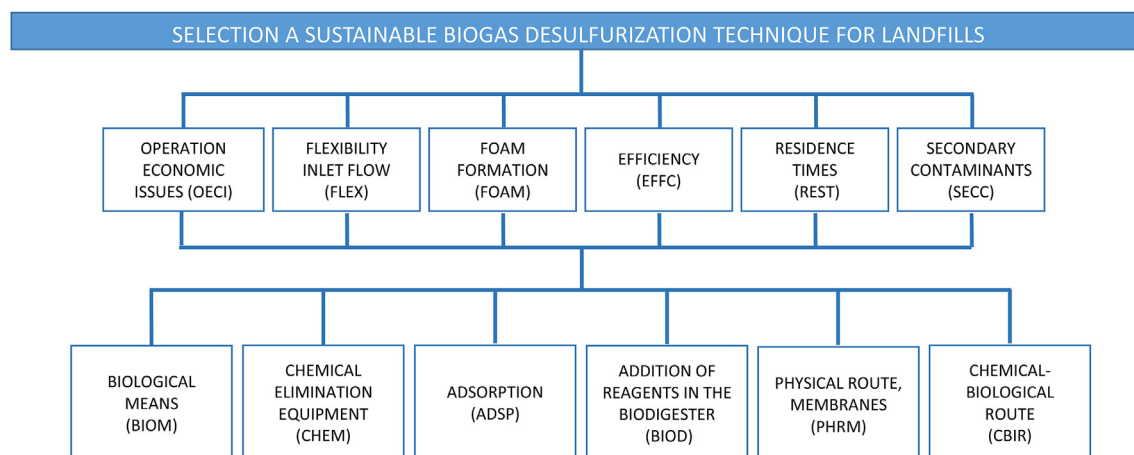 SELECTION A SUSTAINABLE BIOGAS DESULFURIZATION TECHNIQUE FOR LANDFILLS
OPERATION
ECONOMIC
ISSUES (OECI)
FLEXIBILITY
INLET FLOW
(FLEX)
FOAM
FORMATION
(FOAM)
EFFICIENCY
(EFFC)
RESIDENCE
TIMES
(REST)
SECONDARY
CONTAMINANTS
(SECC)
BIOLOGICAL
MEANS
(BIOM)
CHEMICAL
ELIMINATION
EQUIPMENT
(CHEM)
ADSORPTION
(ADSP)
ADDITION OF
REAGENTS IN THE
BIODIGESTER
(BIOD)
PHYSICAL ROUTE,
MEMBRANES
(PHRM)
CHEMICAL-
BIOLOGICAL
ROUTE
(CBIR)